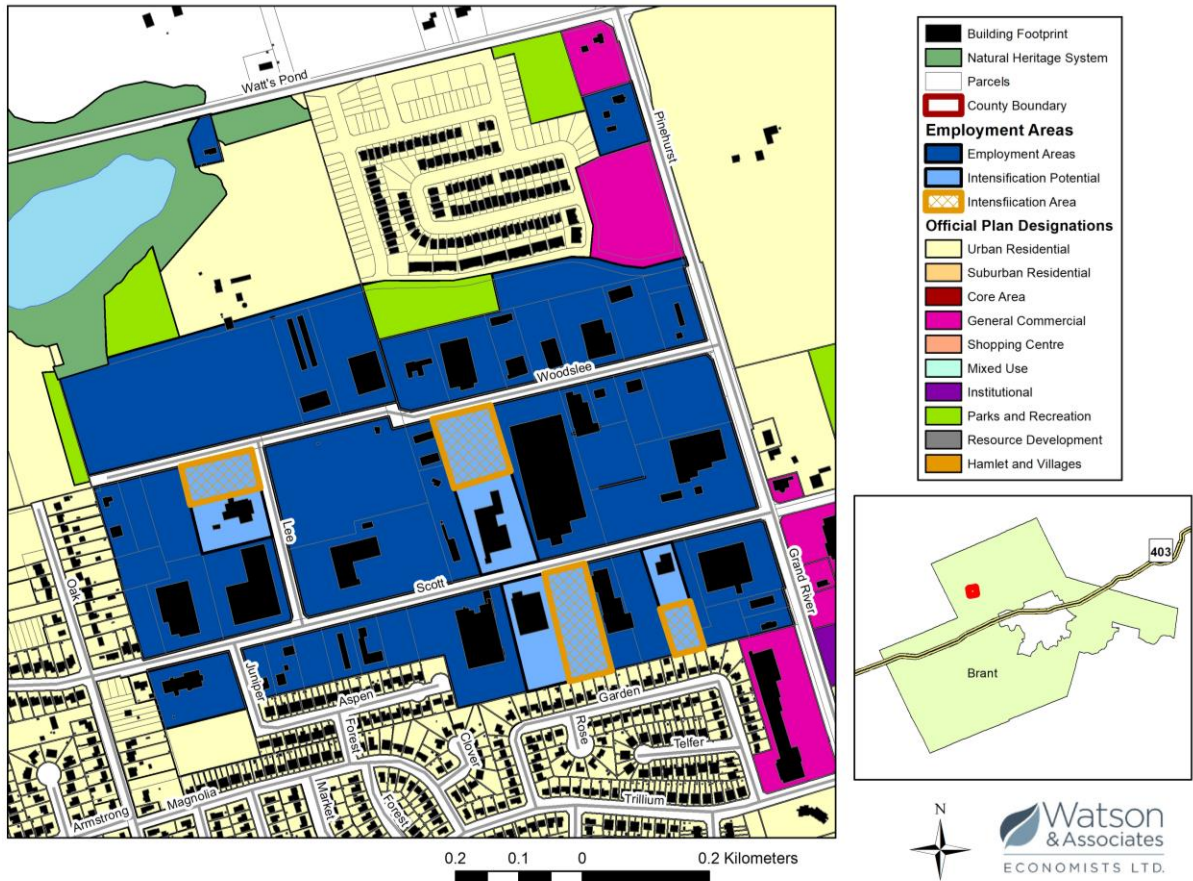 Watt's Pond
Pinehurst
Woodslee
Lee
Scott
Oak
Grand River
Juniper
Aspen
Forest
Clover
Garden
Rose
Telfer
Trillium
Magnolia
Market
Forest
Armstrong
Building Footprint
Natural Heritage System
Parcels
County Boundary
Employment Areas
Employment Areas
Intensification Potential
Intensfiication Area
Official Plan Designations
Urban Residential
Suburban Residential
Core Area
General Commercial
Shopping Centre
Mixed Use
Institutional
Parks and Recreation
Resource Development
Hamlet and Villages
403
Brant
0.2 0.1 0 0.2 Kilometers
N
Watson
& Associates
ECONOMISTS LTD.